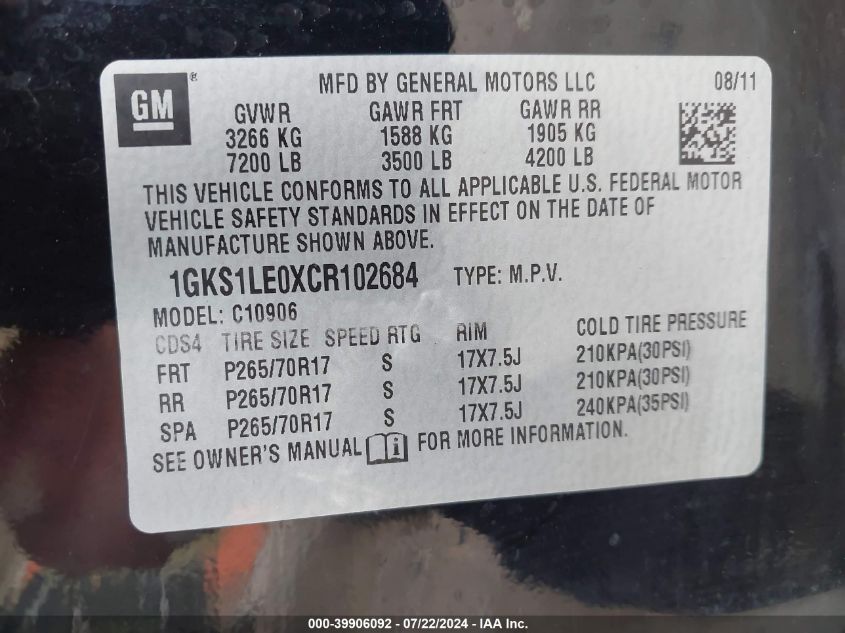 GM ®
MFD BY GENERAL MOTORS LLC 08/11
GVWR GAWR FRT GAWR RR
3266 KG 1588 KG 1905 KG
7200 LB 3500 LB 4200 LB
THIS VEHICLE CONFORMS TO ALL APPLICABLE U.S. FEDERAL MOTOR
VEHICLE SAFETY STANDARDS IN EFFECT ON THE DATE OF
MANUFACTURE SHOWN ABOVE.
1GKS1LE0XCR102684 TYPE: M.P.V.
MODEL: C10906
CDS4 TIRE SIZE SPEED RTG RIM COLD TIRE PRESSURE
FRT P265/70R17 S 17X7.5J 210KPA(30PSI)
RR P265/70R17 S 17X7.5J 210KPA(30PSI)
SPA P265/70R17 S 17X7.5J 240KPA(35PSI)
SEE OWNER'S MANUAL i FOR MORE INFORMATION.
000-39906092 - 07/22/2024 - IAA Inc.